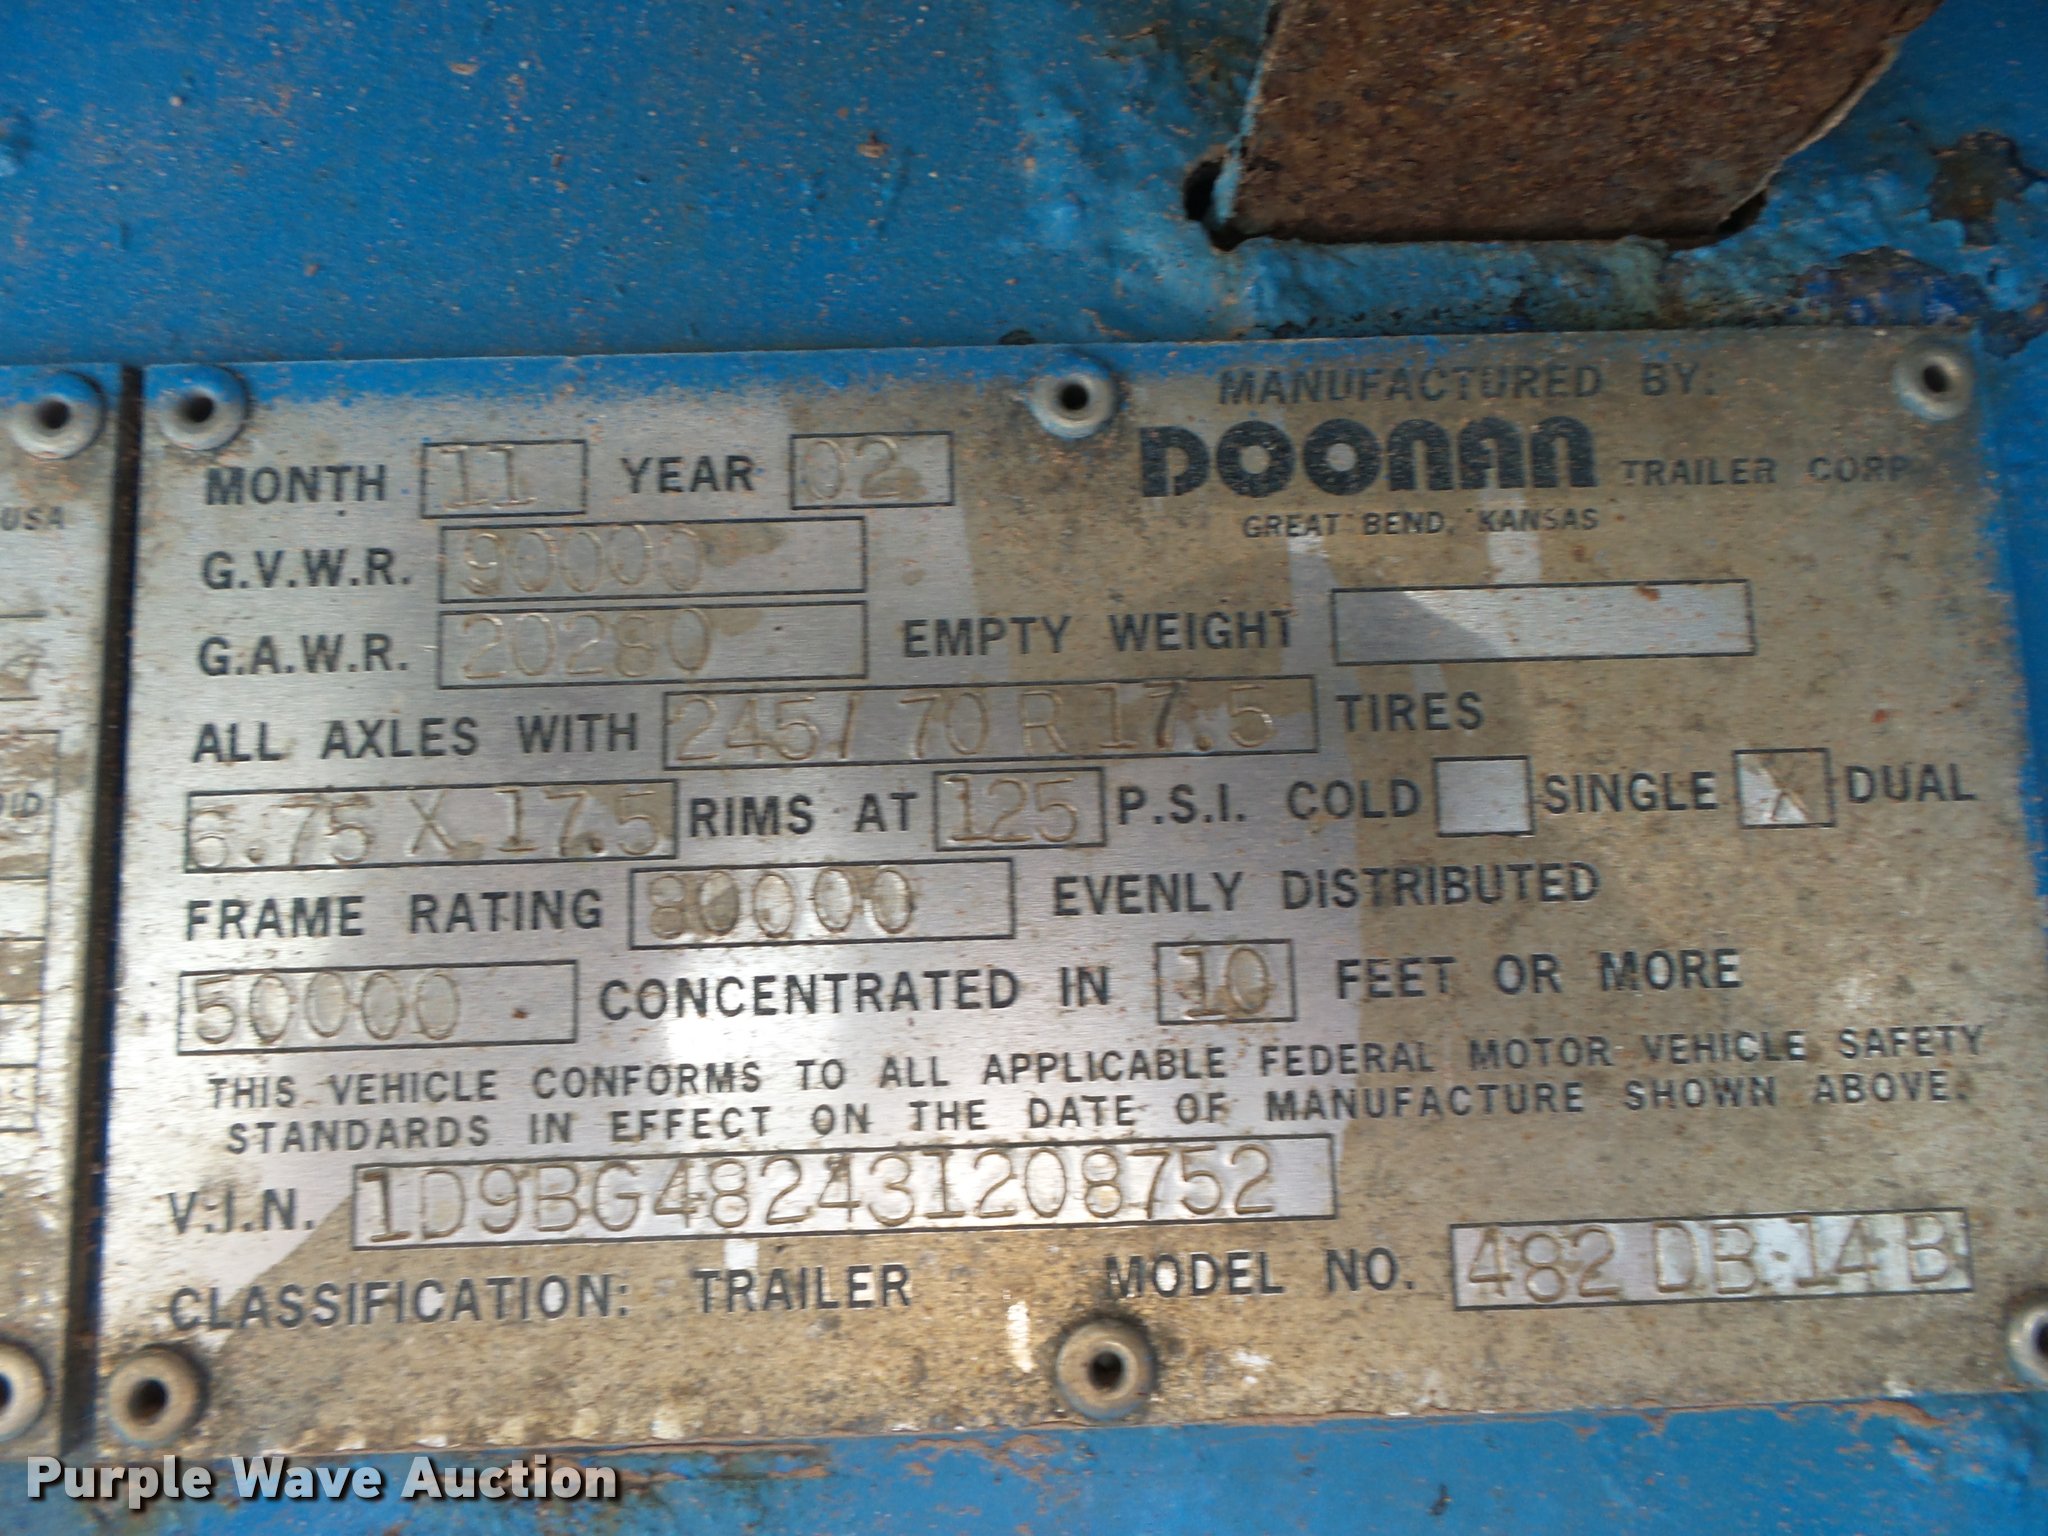 MANUFACTURED BY:
MONTH 11 YEAR 02 DOONAN TRAILER CORP
GREAT BEND, KANSAS
USA
G.V.W.R. 90000
G.A.W.R. 20280 EMPTY WEIGHT
ALL AXLES WITH 245/70R17.5 TIRES
6.75 X 17.5 RIMS AT 125 P.S.I. COLD SINGLE X DUAL
FRAME RATING 80000 EVENLY DISTRIBUTED
50000 CONCENTRATED IN 10 FEET OR MORE
THIS VEHICLE CONFORMS TO ALL APPLICABLE FEDERAL MOTOR VEHICLE SAFETY
STANDARDS IN EFFECT ON THE DATE OF MANUFACTURE SHOWN ABOVE.
V.I.N. 1D9BG482431208752
CLASSIFICATION: TRAILER MODEL NO. 482 DB 14B
Purple Wave Auction